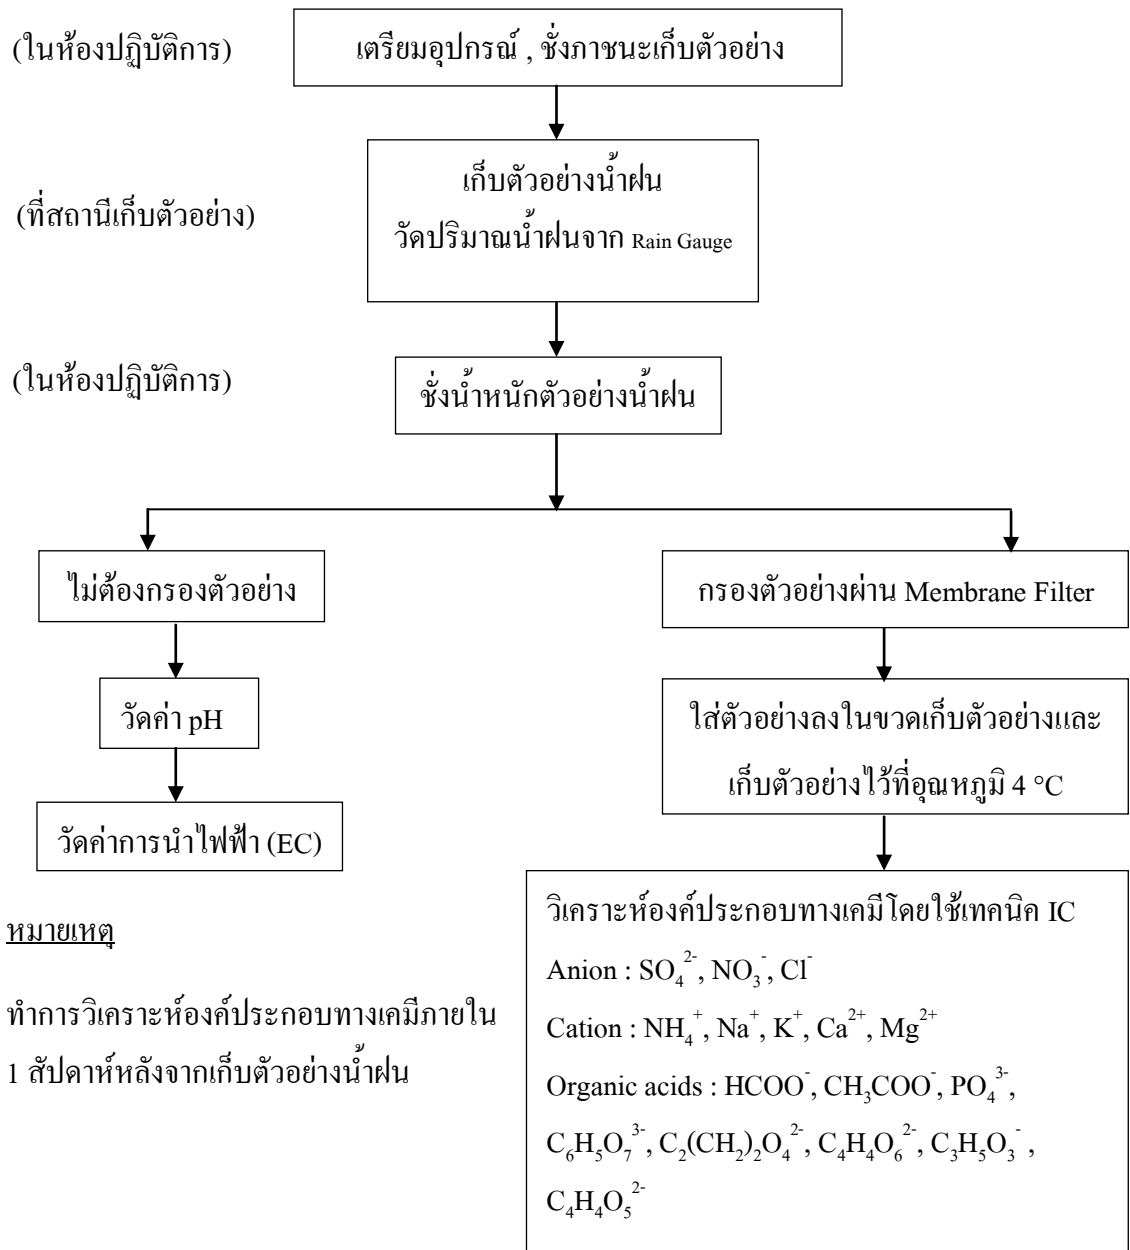 (ในห้องปฏิบัติการ)
เตรียมอุปกรณ์ , ชั่งภาชนะเก็บตัวอย่าง
(ที่สถานีเก็บตัวอย่าง)
เก็บตัวอย่างน้ำฝน
วัดปริมาณน้ำฝนจาก Rain Gauge
(ในห้องปฏิบัติการ)
ชั่งน้ำหนักตัวอย่างน้ำฝน
ไม่ต้องกรองตัวอย่าง
วัดค่า pH
วัดค่าการนำไฟฟ้า (EC)
กรองตัวอย่างผ่าน Membrane Filter
ใส่ตัวอย่างลงในขวดเก็บตัวอย่างและ
เก็บตัวอย่างไว้ที่อุณหภูมิ 4 °C
วิเคราะห์องค์ประกอบทางเคมีโดยใช้เทคนิค IC
Anion : SO₄²⁻, NO₃⁻, Cl⁻
Cation : NH₄⁺, Na⁺, K⁺, Ca²⁺, Mg²⁺
Organic acids : HCOO⁻, CH₃COO⁻, PO₄³⁻,
C₆H₅O₇³⁻, C₂(CH₂)₂O₄²⁻, C₄H₄O₆²⁻, C₃H₅O₃⁻ ,
C₄H₄O₅²⁻
หมายเหตุ
ทำการวิเคราะห์องค์ประกอบทางเคมีภายใน
1 สัปดาห์หลังจากเก็บตัวอย่างน้ำฝน